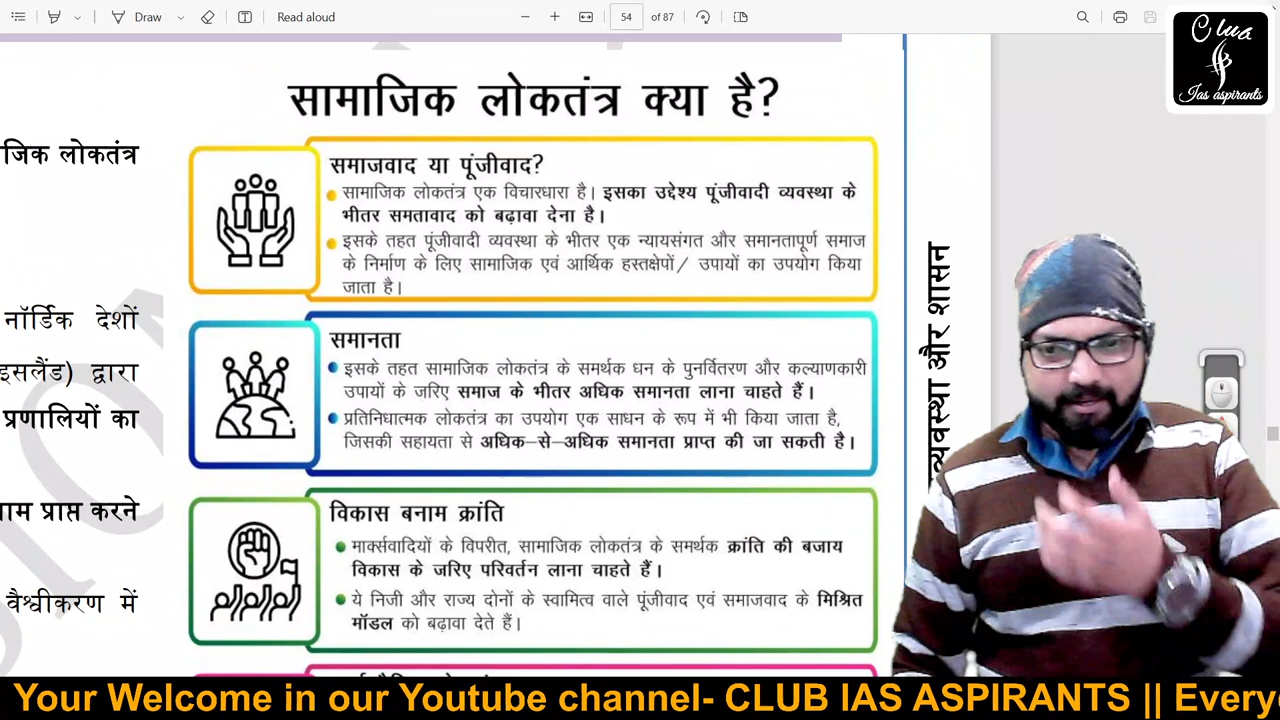 Draw
Read aloud
54 of 87
Clua
Ias aspirants
सामाजिक लोकतंत्र क्या है?
जिक लोकतंत्र
समाजवाद या पूंजीवाद?
सामाजिक लोकतंत्र एक विचारधारा है। इसका उद्देश्य पूंजीवादी व्यवस्था के
भीतर समतावाद को बढ़ावा देना है।
इसके तहत पूंजीवादी व्यवस्था के भीतर एक न्यायसंगत और समानतापूर्ण समाज
के निर्माण के लिए सामाजिक एवं आर्थिक हस्तक्षेपों/ उपायों का उपयोग किया
जाता है।
नॉर्डिक देशों
इसलैंड) द्वारा
प्रणालियों का
समानता
इसके तहत सामाजिक लोकतंत्र के समर्थक धन के पुनर्वितरण और कल्याणकारी
उपायों के जरिए समाज के भीतर अधिक समानता लाना चाहते हैं।
प्रतिनिधात्मक लोकतंत्र का उपयोग एक साधन के रूप में भी किया जाता है,
जिसकी सहायता से अधिक–से–अधिक समानता प्राप्त की जा सकती है।
व्यवस्था और शासन
ाम प्राप्त करने
वैश्वीकरण में
विकास बनाम क्रांति
मार्क्सवादियों के विपरीत, सामाजिक लोकतंत्र के समर्थक क्रांति की बजाय
विकास के जरिए परिवर्तन लाना चाहते हैं।
ये निजी और राज्य दोनों के स्वामित्व वाले पूंजीवाद एवं समाजवाद के मिश्रित
मॉडल को बढ़ावा देते हैं।
Your Welcome in our Youtube channel- CLUB IAS ASPIRANTS || Every